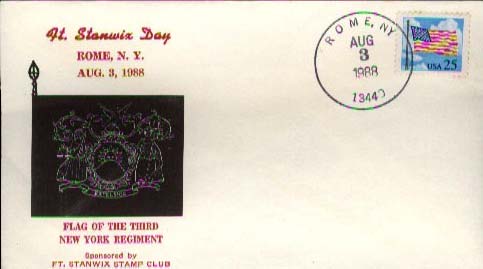 Ft. Stanwix Day
ROME, N. Y.
AUG. 3, 1988
EXCELSIOR
FLAG OF THE THIRD
NEW YORK REGIMENT
Sponsored by
FT. STANWIX STAMP CLUB
ROME, NY
AUG
3
1988
13440
USA 25